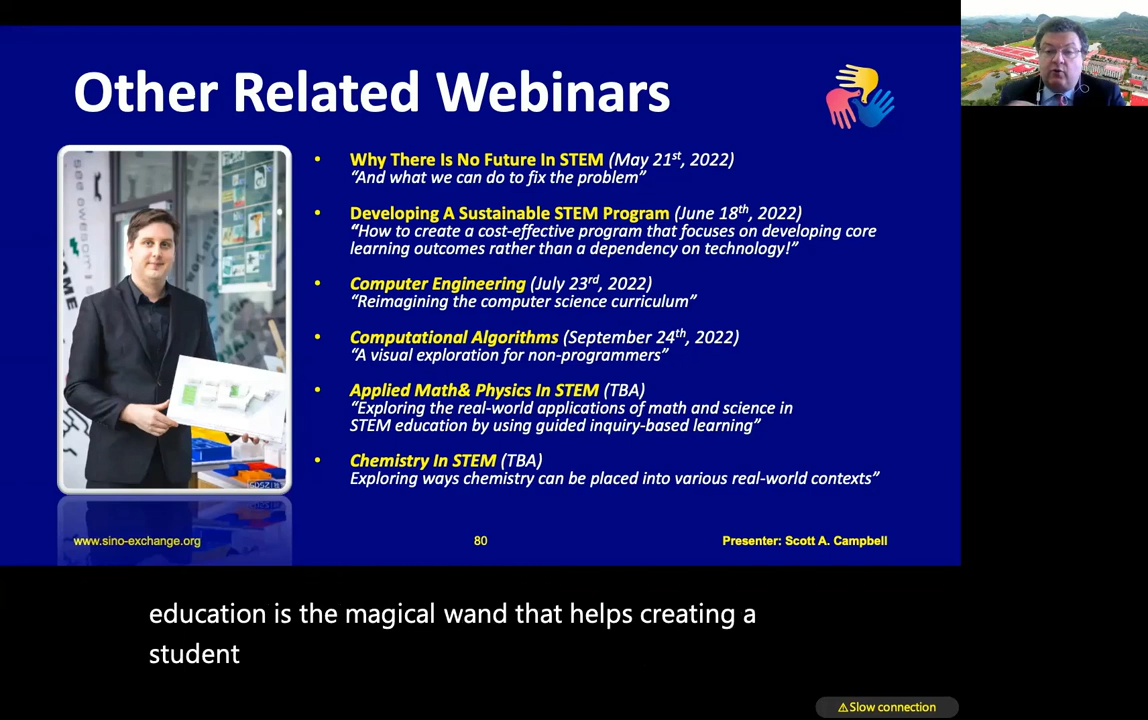 Other Related Webinars
• Why There Is No Future In STEM (May 21st, 2022)
“And what we can do to fix the problem”
• Developing A Sustainable STEM Program (June 18th, 2022)
“How to create a cost-effective program that focuses on developing core
learning outcomes rather than a dependency on technology!”
• Computer Engineering (July 23rd, 2022)
“Reimagining the computer science curriculum”
• Computational Algorithms (September 24th, 2022)
“A visual exploration for non-programmers”
• Applied Math& Physics In STEM (TBA)
“Exploring the real-world applications of math and science in
STEM education by using guided inquiry-based learning”
• Chemistry In STEM (TBA)
Exploring ways chemistry can be placed into various real-world contexts”
www.sino-exchange.org
80
Presenter: Scott A. Campbell
education is the magical wand that helps creating a
student
⚠Slow connection